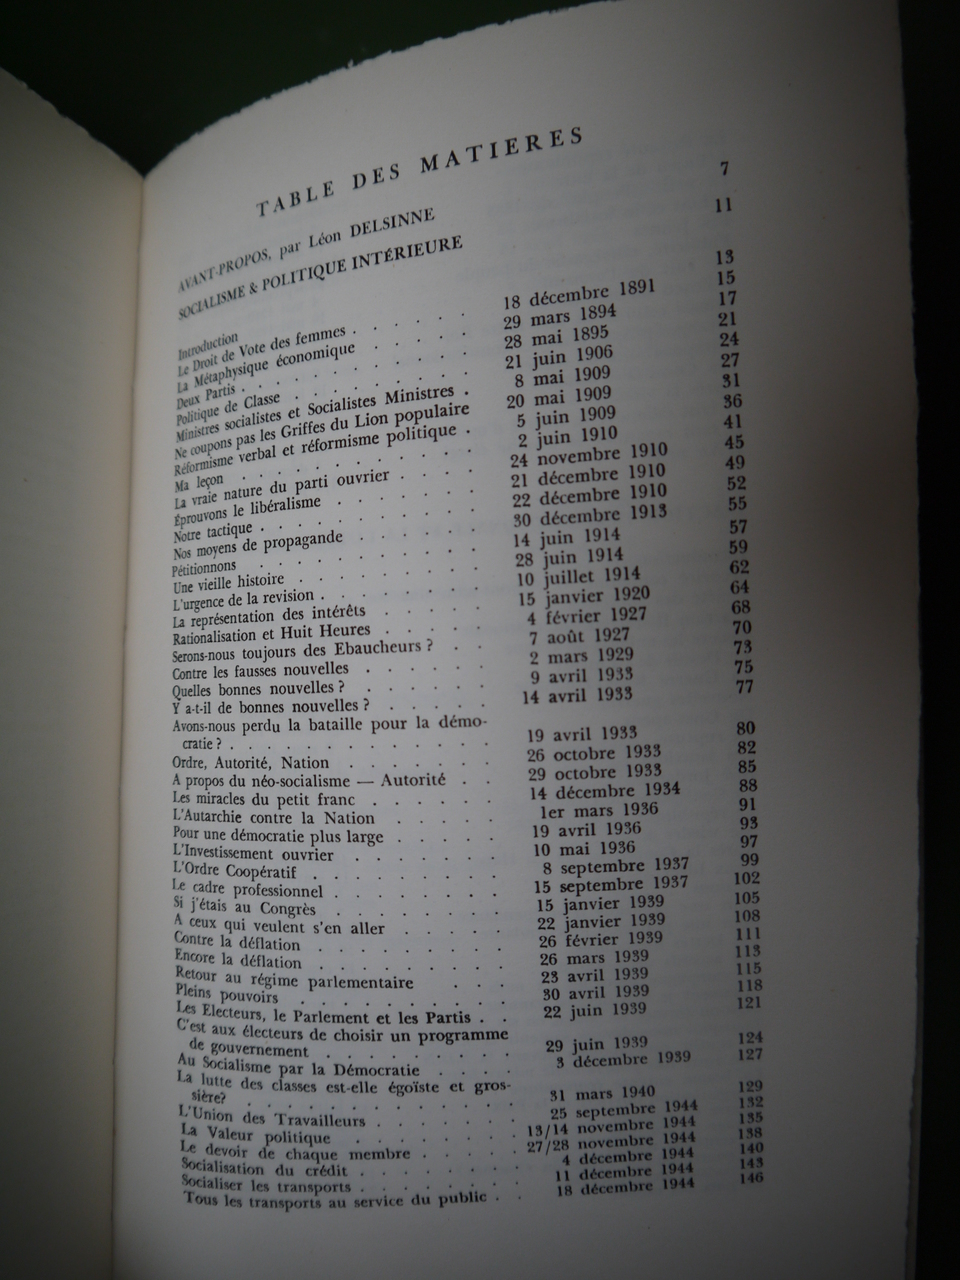 TABLE DES MATIERES
AVANT-PROPOS, par Léon DELSINNE 7
SOCIALISME & POLITIQUE INTÉRIEURE 11
Introduction 13
Le Droit de Vote des femmes . . . . . 18 décembre 1891 15
La Métaphysique économique . . . . 29 mars 1894 17
Deux Partis . . . . . . . . . 28 mai 1895 21
Politique de Classe . . . . . . . 21 juin 1906 24
Ministres socialistes et Socialistes Ministres . 8 mai 1909 27
Ne coupons pas les Griffes du Lion populaire 20 mai 1909 31
Réformisme verbal et réformisme politique . 5 juin 1909 36
Ma leçon . . . . . . . . . 2 juin 1910 41
La vraie nature du parti ouvrier . . . . 24 novembre 1910 45
Éprouvons le libéralisme . . . . . . 21 décembre 1910 49
Notre tactique . . . . . . . . . 22 décembre 1910 52
Nos moyens de propagande . . . . . 30 décembre 1913 55
Pétitionnons . . . . . . . . . 14 juin 1914 57
Une vieille histoire . . . . . . . 28 juin 1914 59
L'urgence de la revision . . . . . . 10 juillet 1914 62
La représentation des intérêts . . . . 15 janvier 1920 64
Rationalisation et Huit Heures . . . . 4 février 1927 68
Serons-nous toujours des Ebaucheurs ? . . 7 août 1927 70
Contre les fausses nouvelles . . . . . 2 mars 1929 73
Quelles bonnes nouvelles ? . . . . . 9 avril 1933 75
Y a-t-il de bonnes nouvelles ? . . . . . 14 avril 1933 77
Avons-nous perdu la bataille pour la démo-
cratie ? . . . . . . . . . . . . 19 avril 1933 80
Ordre, Autorité, Nation . . . . . . 26 octobre 1933 82
A propos du néo-socialisme — Autorité . . 29 octobre 1933 85
Les miracles du petit franc . . . . . 14 décembre 1934 88
L'Autarchie contre la Nation . . . . . 1er mars 1936 91
Pour une démocratie plus large . . . . 19 avril 1936 93
L'Investissement ouvrier . . . . . . 10 mai 1936 97
L'Ordre Coopératif . . . . . . . . 8 septembre 1937 99
Le cadre professionnel . . . . . . . 15 septembre 1937 102
Si j'étais au Congrès . . . . . . . 15 janvier 1939 105
A ceux qui veulent s'en aller . . . . . 22 janvier 1939 108
Contre la déflation . . . . . . . . 26 février 1939 111
Encore la déflation . . . . . . . . 26 mars 1939 113
Retour au régime parlementaire . . . 23 avril 1939 115
Pleins pouvoirs . . . . . . . . . 30 avril 1939 118
Les Electeurs, le Parlement et les Partis . . 22 juin 1939 121
C'est aux électeurs de choisir un programme
de gouvernement . . . . . . . . 29 juin 1939 124
Au Socialisme par la Démocratie . . . . 3 décembre 1939 127
La lutte des classes est-elle égoïste et gros-
sière? . . . . . . . . . . . . 31 mars 1940 129
L'Union des Travailleurs . . . . . . . 25 septembre 1944 132
La Valeur politique . . . . . . . . 13/14 novembre 1944 135
Le devoir de chaque membre . . . . . 27/28 novembre 1944 138
Socialisation du crédit . . . . . . . 4 décembre 1944 140
Socialiser les transports . . . . . . . 11 décembre 1944 143
Tous les transports au service du public . . 18 décembre 1944 146